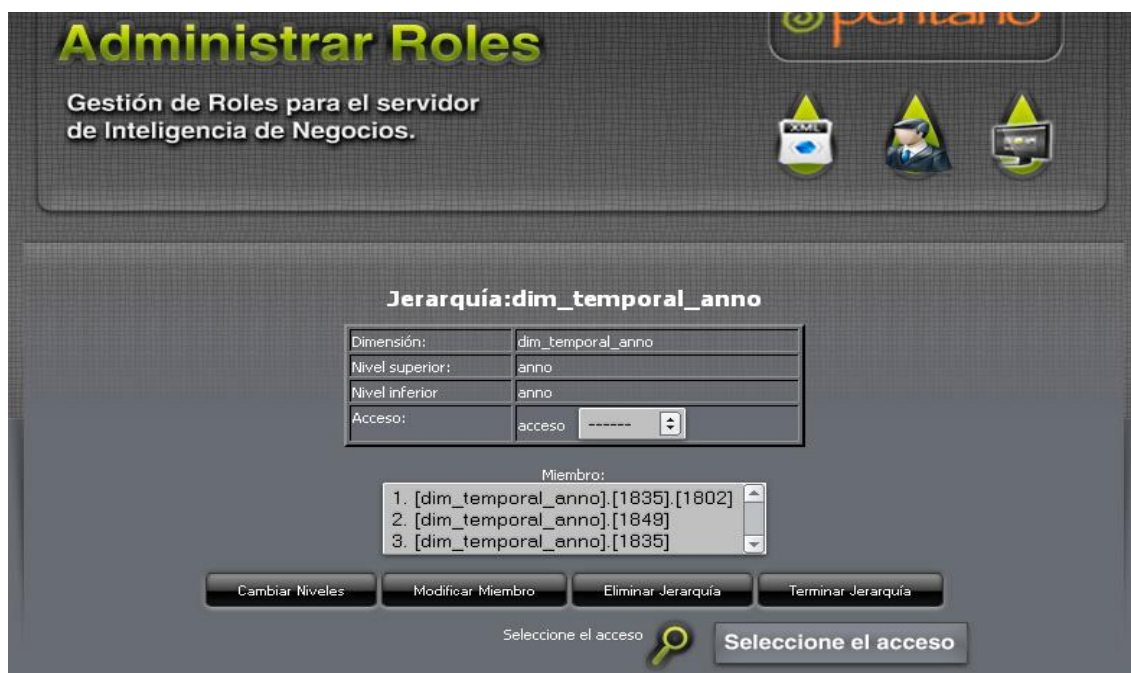 Administrar Roles
pentaho
Gestión de Roles para el servidor
de Inteligencia de Negocios.
XML
Jerarquía:dim_temporal_anno
Dimensión: dim_temporal_anno
Nivel superior: anno
Nivel inferior anno
Acceso: acceso ------
Miembro:
1. [dim_temporal_anno].[1835].[1802]
2. [dim_temporal_anno].[1849]
3. [dim_temporal_anno].[1835]
Cambiar Niveles Modificar Miembro Eliminar Jerarquía Terminar Jerarquía
Seleccione el acceso Seleccione el acceso